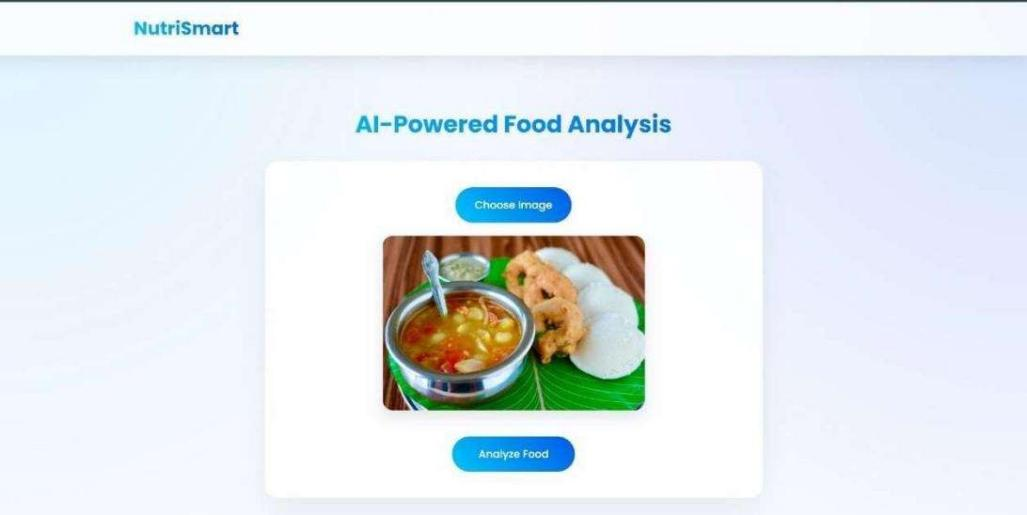 NutriSmart
AI-Powered Food Analysis
Choose Image
Analyze Food